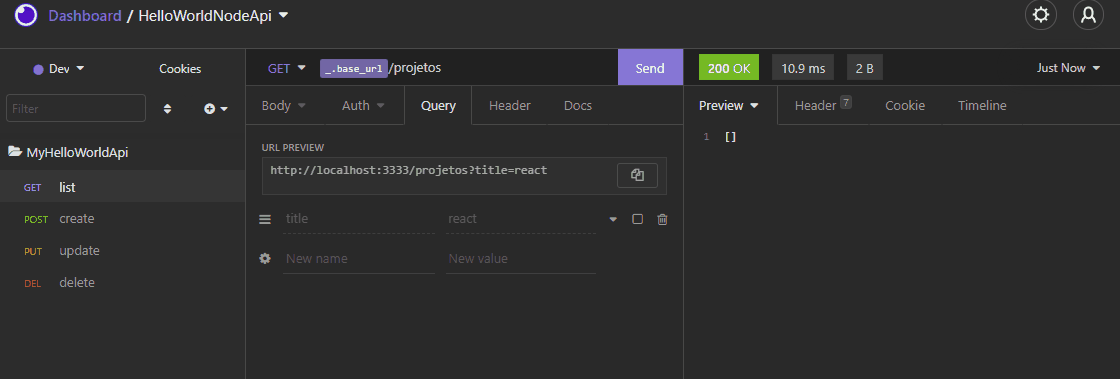 Dashboard / HelloWorldNodeApi
Dev Cookies
GET _.base_url/projetos Send
200 OK 10.9 ms 2 B Just Now
Filter
Body Auth Query Header Docs
Preview Header 7 Cookie Timeline
MyHelloWorldApi
GET list
POST create
PUT update
DEL delete
URL PREVIEW
http://localhost:3333/projetos?title=react
title react
New name New value
1 []